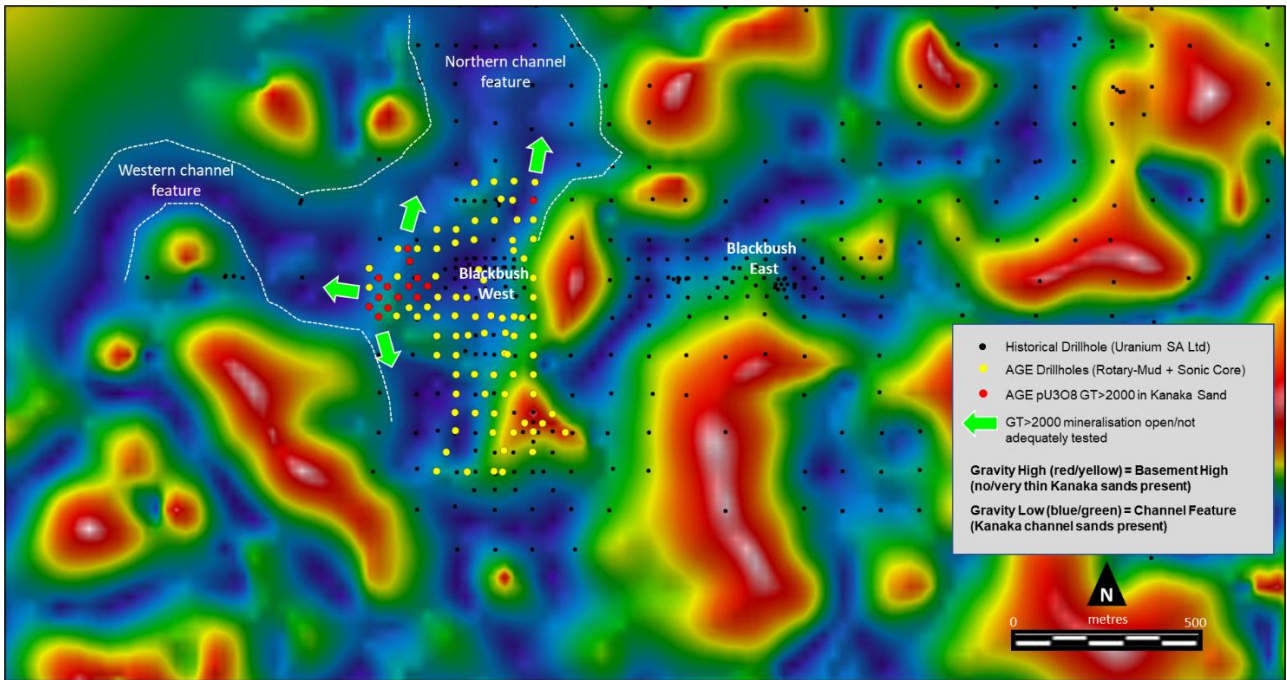 Northern channel
feature
Western channel
feature
Blackbush
West
Blackbush
East
Historical Drillhole (Uranium SA Ltd)
AGE Drillholes (Rotary-Mud + Sonic Core)
AGE pU3O8 GT>2000 in Kanaka Sand
GT>2000 mineralisation open/not
adequately tested
Gravity High (red/yellow) = Basement High
(no/very thin Kanaka sands present)
Gravity Low (blue/green) = Channel Feature
(Kanaka channel sands present)
N
metres
0 500